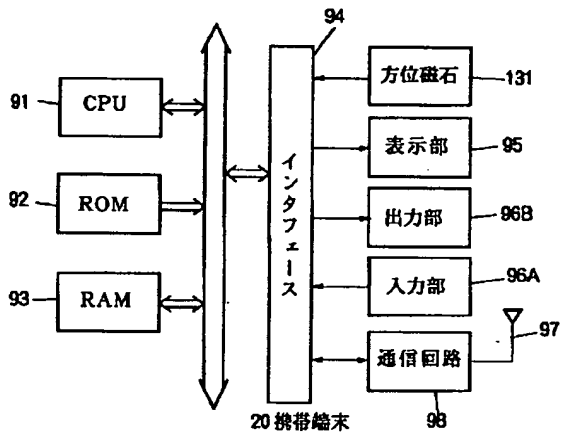 94
91
CPU
方位磁石
131
表示部
95
92
ROM
インタフェース
出力部
96B
93
RAM
入力部
96A
通信回路
97
98
20 携帯端末